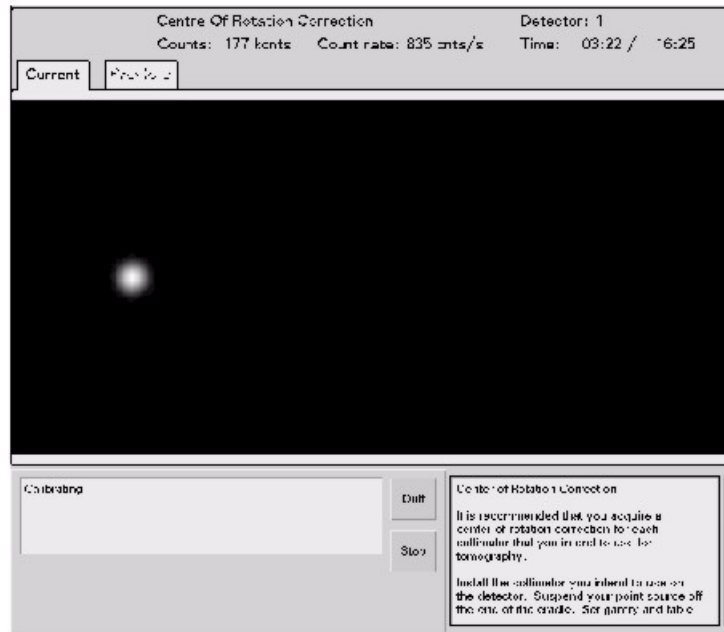 Centre Of Rotation Correction Detector: 1
Counts: 177 kcnts Count rate: 835 cnts/s Time: 03:22 / 16:25
Current
Calibrating
Quit
Stop
Center of Rotation Correction
It is recommended that you acquire a
center of rotation correction for each
collimator that you intend to use for
tomography.
Install the collimator you intend to use on
the detector. Suspend your point source off
the end of the cradle. Set gantry and table